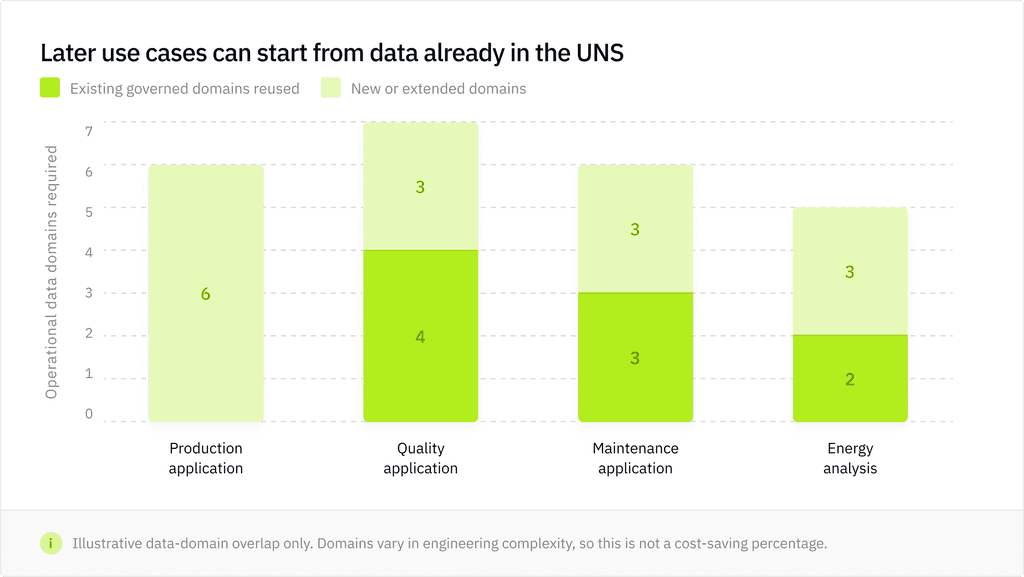 Later use cases can start from data already in the UNS
Existing governed domains reused
New or extended domains
Operational data domains required
7
6
5
4
3
2
1
0
6
3
4
3
3
3
2
Production
application
Quality
application
Maintenance
application
Energy
analysis
i
Illustrative data-domain overlap only. Domains vary in engineering complexity, so this is not a cost-saving percentage.